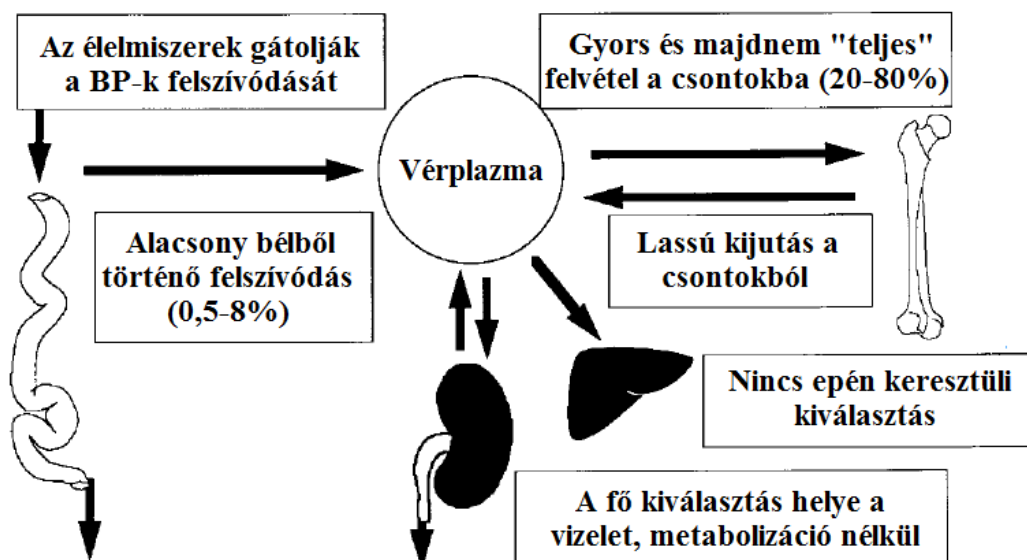 Az élelmiszerek gátolják
a BP-k felszívódását
Gyors és majdnem "teljes"
felvétel a csontokba (20-80%)
Vérplazma
Alacsony bélből
történő felszívódás
(0,5-8%)
Lassú kijutás a
csontokból
Nincs epén keresztüli
kiválasztás
A fő kiválasztás helye a
vizelet, metabolizáció nélkül